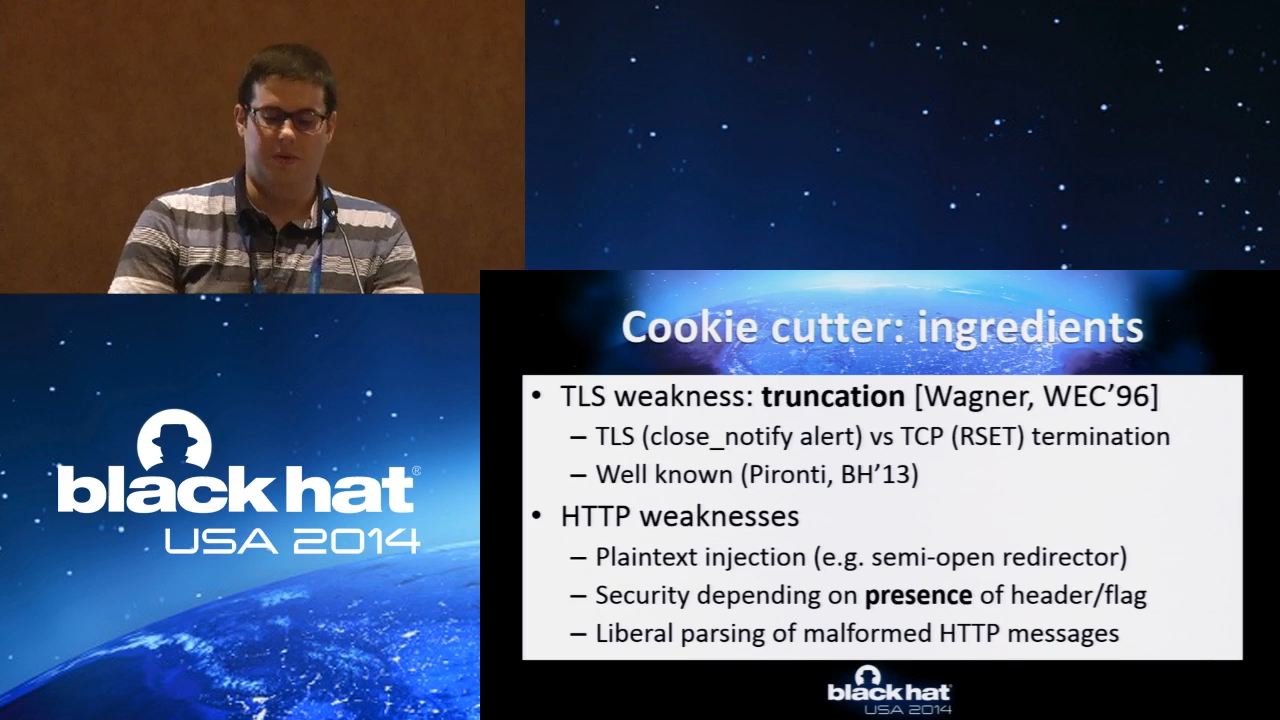 black hat®
USA 2014
Cookie cutter: ingredients
• TLS weakness: truncation [Wagner, WEC’96]
– TLS (close_notify alert) vs TCP (RSET) termination
– Well known (Pironti, BH’13)
• HTTP weaknesses
– Plaintext injection (e.g. semi-open redirector)
– Security depending on presence of header/flag
– Liberal parsing of malformed HTTP messages
black hat
USA 2014